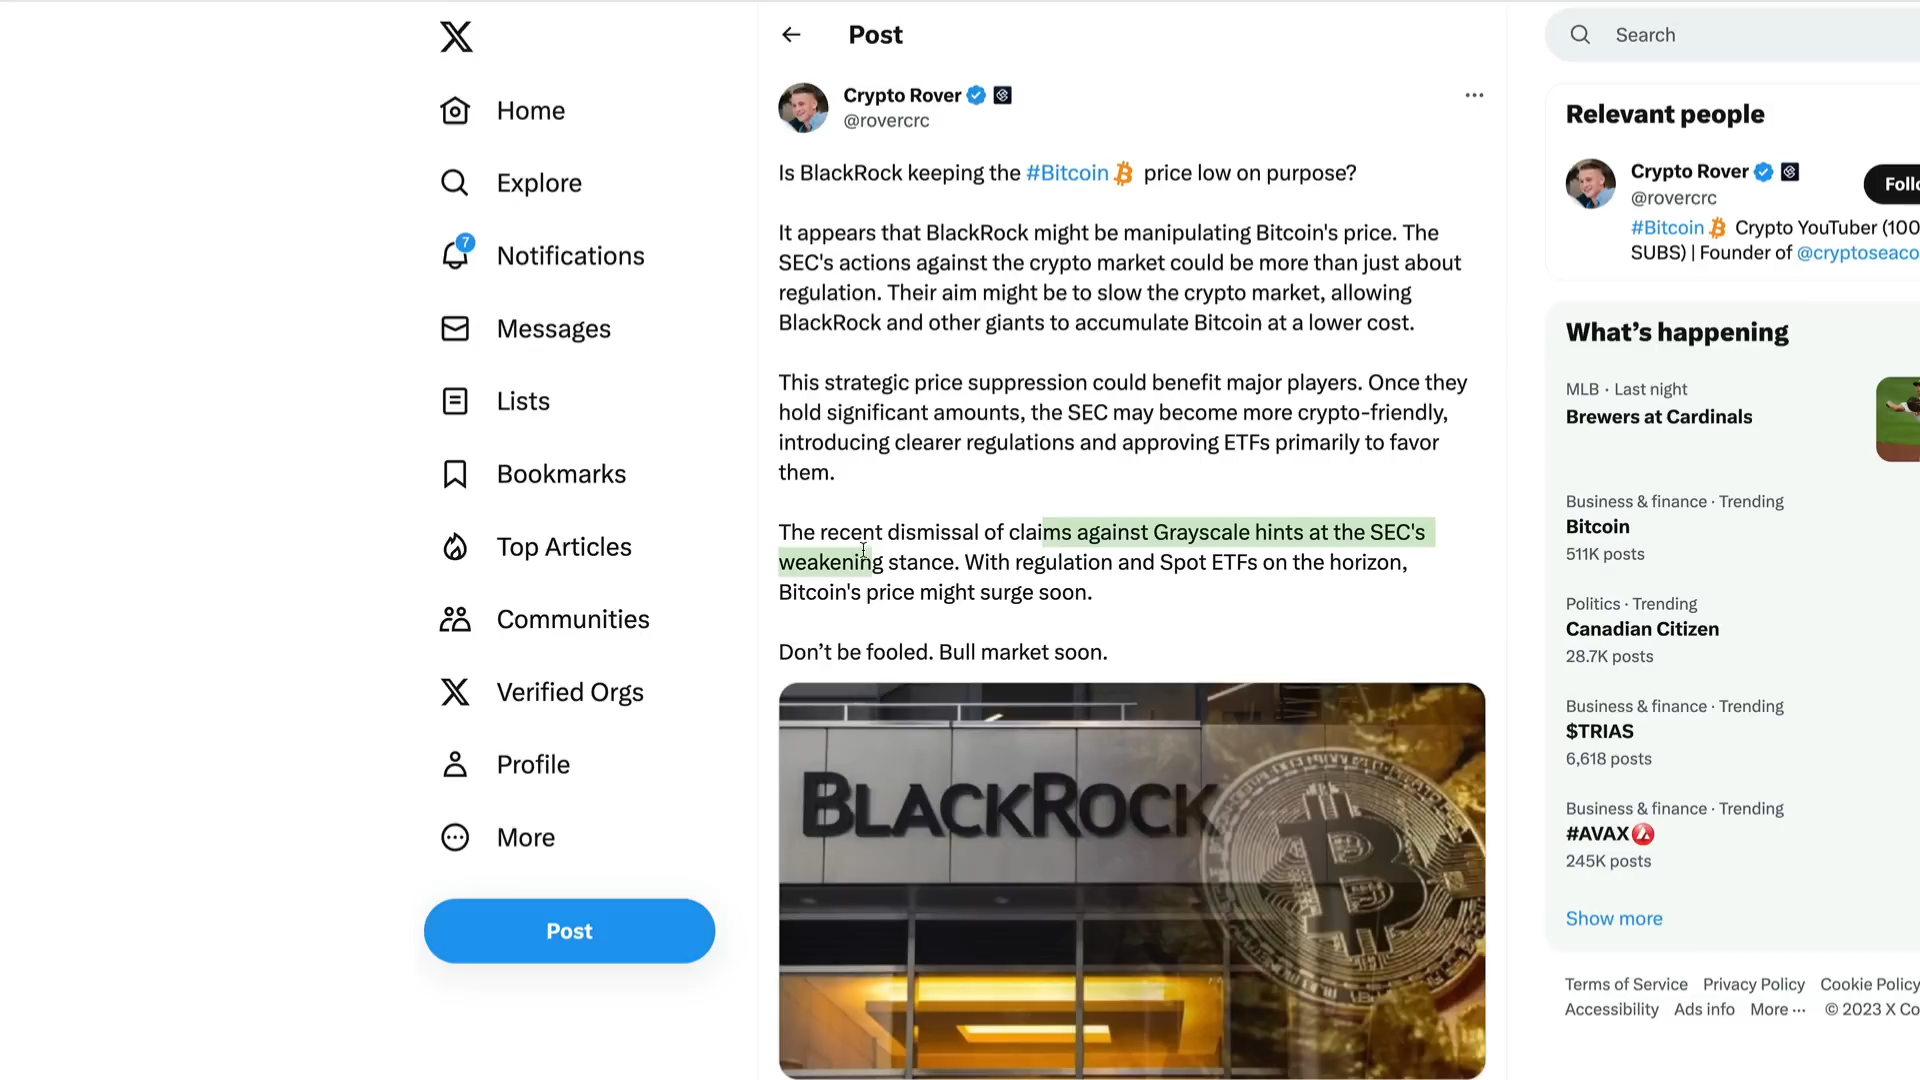 Home
Explore
7
Notifications
Messages
Lists
Bookmarks
Top Articles
Communities
Verified Orgs
Profile
More
Post
Post
Crypto Rover
@rovercrc
Is BlackRock keeping the #Bitcoin price low on purpose?
It appears that BlackRock might be manipulating Bitcoin's price. The
SEC's actions against the crypto market could be more than just about
regulation. Their aim might be to slow the crypto market, allowing
BlackRock and other giants to accumulate Bitcoin at a lower cost.
This strategic price suppression could benefit major players. Once they
hold significant amounts, the SEC may become more crypto-friendly,
introducing clearer regulations and approving ETFs primarily to favor
them.
The recent dismissal of claims against Grayscale hints at the SEC's
weakening stance. With regulation and Spot ETFs on the horizon,
Bitcoin's price might surge soon.
Don’t be fooled. Bull market soon.
BLACKROCK
Search
Relevant people
Crypto Rover
@rovercrc
Follo
#Bitcoin Crypto YouTuber (100
SUBS) | Founder of @cryptoseaco
What’s happening
MLB · Last night
Brewers at Cardinals
Business & finance · Trending
Bitcoin
511K posts
Politics · Trending
Canadian Citizen
28.7K posts
Business & finance · Trending
$TRIAS
6,618 posts
Business & finance · Trending
#AVAX
245K posts
Show more
Terms of Service Privacy Policy Cookie Policy
Accessibility Ads info More ··· © 2023 X Co